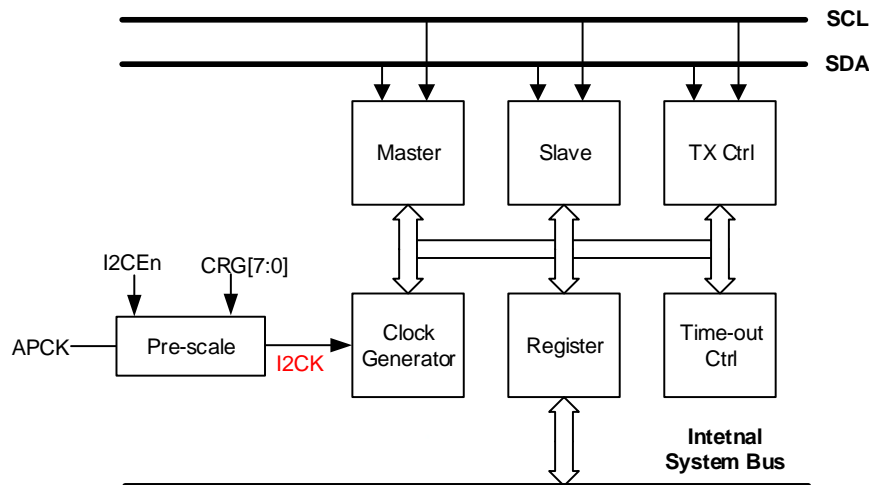 SCL
SDA
Master
Slave
TX Ctrl
I2CEn
CRG[7:0]
APCK
Pre-scale
I2CK
Clock
Generator
Register
Time-out
Ctrl
Intetnal
System Bus